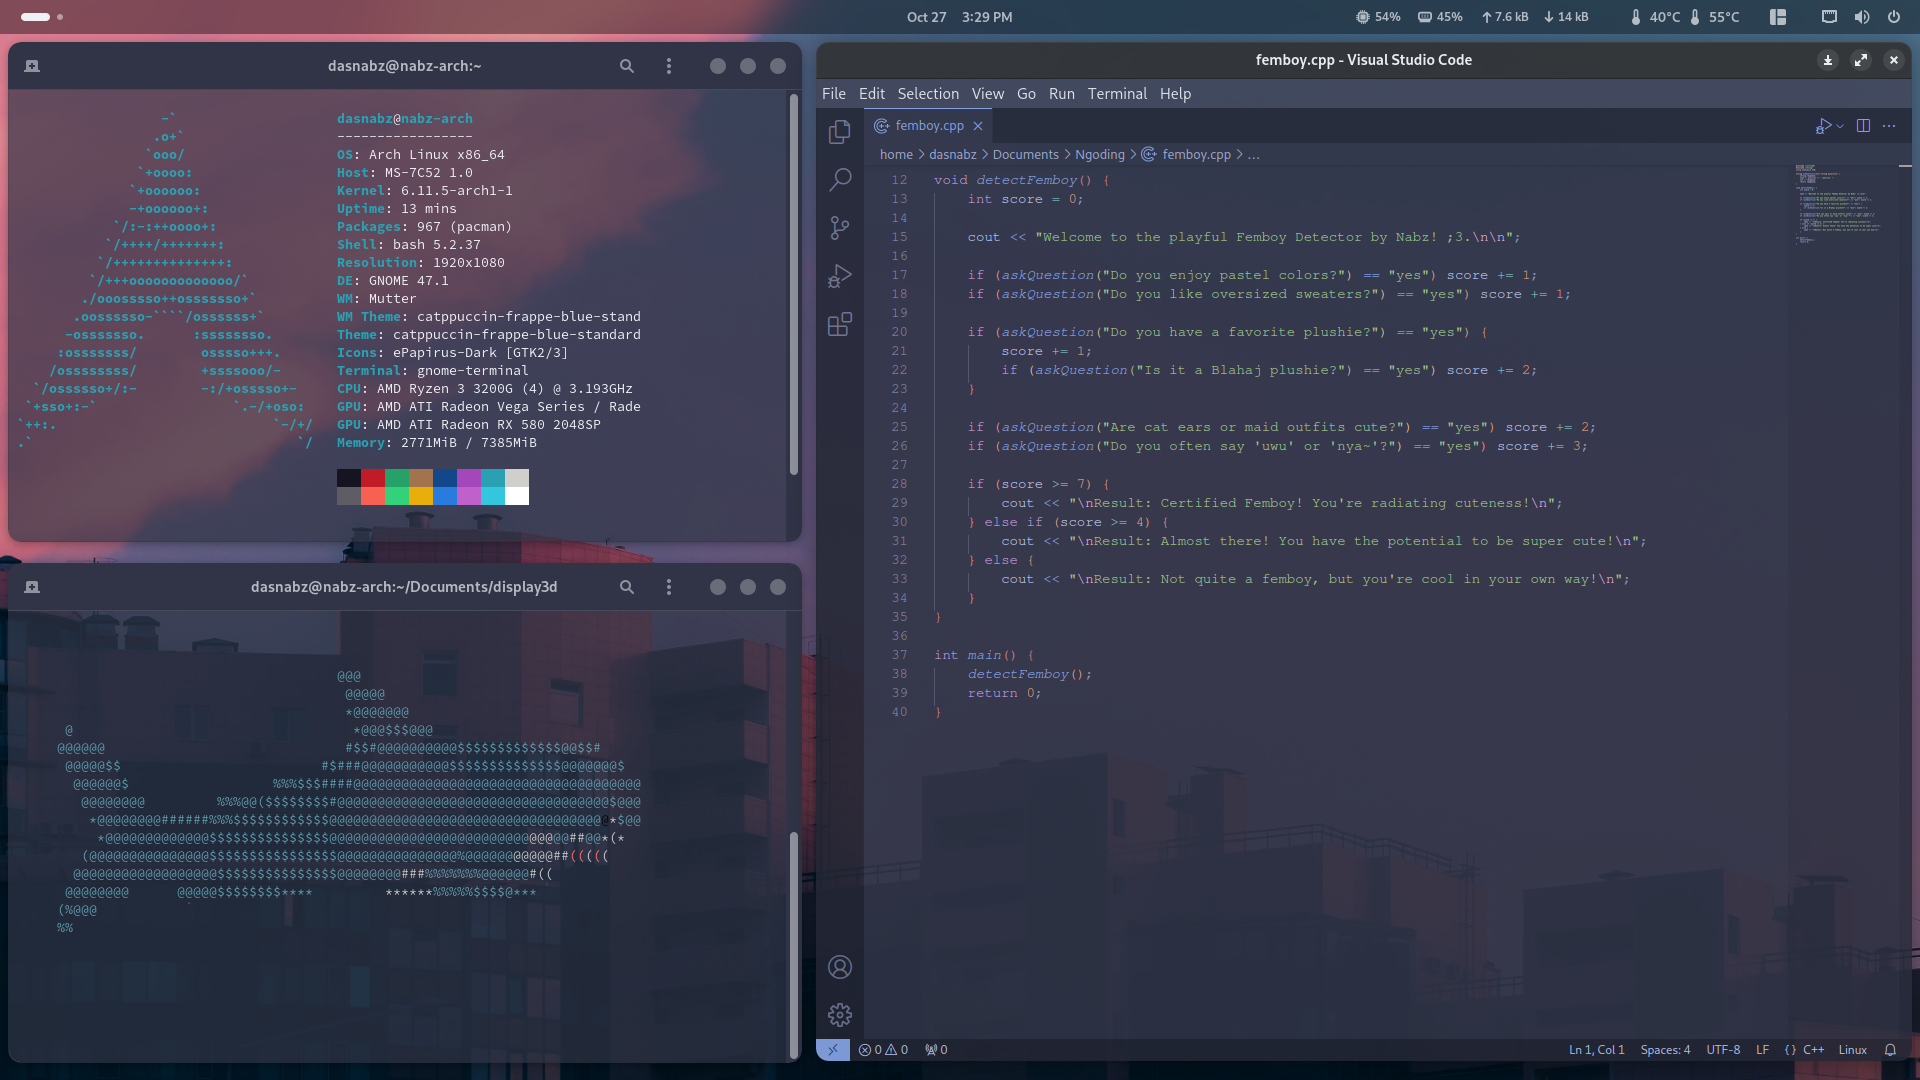 Oct 27 3:29 PM
54% 45% 7.6 kB 14 kB 40°C 55°C
dasnabz@nabz-arch:~
dasnabz@nabz-arch
-----------------
OS: Arch Linux x86_64
Host: MS-7C52 1.0
Kernel: 6.11.5-arch1-1
Uptime: 13 mins
Packages: 967 (pacman)
Shell: bash 5.2.37
Resolution: 1920x1080
DE: GNOME 47.1
WM: Mutter
WM Theme: catppuccin-frappe-blue-stand
Theme: catppuccin-frappe-blue-standard
Icons: ePapirus-Dark [GTK2/3]
Terminal: gnome-terminal
CPU: AMD Ryzen 3 3200G (4) @ 3.193GHz
GPU: AMD ATI Radeon Vega Series / Rade
GPU: AMD ATI Radeon RX 580 2048SP
Memory: 2771MiB / 7385MiB
dasnabz@nabz-arch:~/Documents/display3d
femboy.cpp - Visual Studio Code
File Edit Selection View Go Run Terminal Help
femboy.cpp
home > dasnabz > Documents > Ngoding > femboy.cpp > ...
12 void detectFemboy() {
13 int score = 0;
14
15 cout << "Welcome to the playful Femboy Detector by Nabz! ;3.\n\n";
16
17 if (askQuestion("Do you enjoy pastel colors?") == "yes") score += 1;
18 if (askQuestion("Do you like oversized sweaters?") == "yes") score += 1;
19
20 if (askQuestion("Do you have a favorite plushie?") == "yes") {
21 score += 1;
22 if (askQuestion("Is it a Blahaj plushie?") == "yes") score += 2;
23 }
24
25 if (askQuestion("Are cat ears or maid outfits cute?") == "yes") score += 2;
26 if (askQuestion("Do you often say 'uwu' or 'nya~'?") == "yes") score += 3;
27
28 if (score >= 7) {
29 cout << "\nResult: Certified Femboy! You're radiating cuteness!\n";
30 } else if (score >= 4) {
31 cout << "\nResult: Almost there! You have the potential to be super cute!\n";
32 } else {
33 cout << "\nResult: Not quite a femboy, but you're cool in your own way!\n";
34 }
35 }
36
37 int main() {
38 detectFemboy();
39 return 0;
40 }
0 0 0
Ln 1, Col 1 Spaces: 4 UTF-8 LF {} C++ Linux